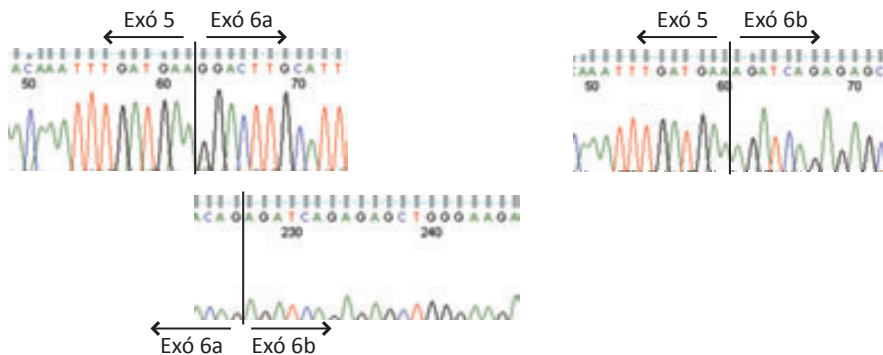 Exó 5 Exó 6a
ACAAATTTGATGAAGGACTTGCATT
50 60 70
Exó 5 Exó 6b
CAAATTTGATGAAAGATCAGAGAGC
50 60 70
ACAGAGATCAGAGAGCTGGGAAGA
230 240
Exó 6a Exó 6b